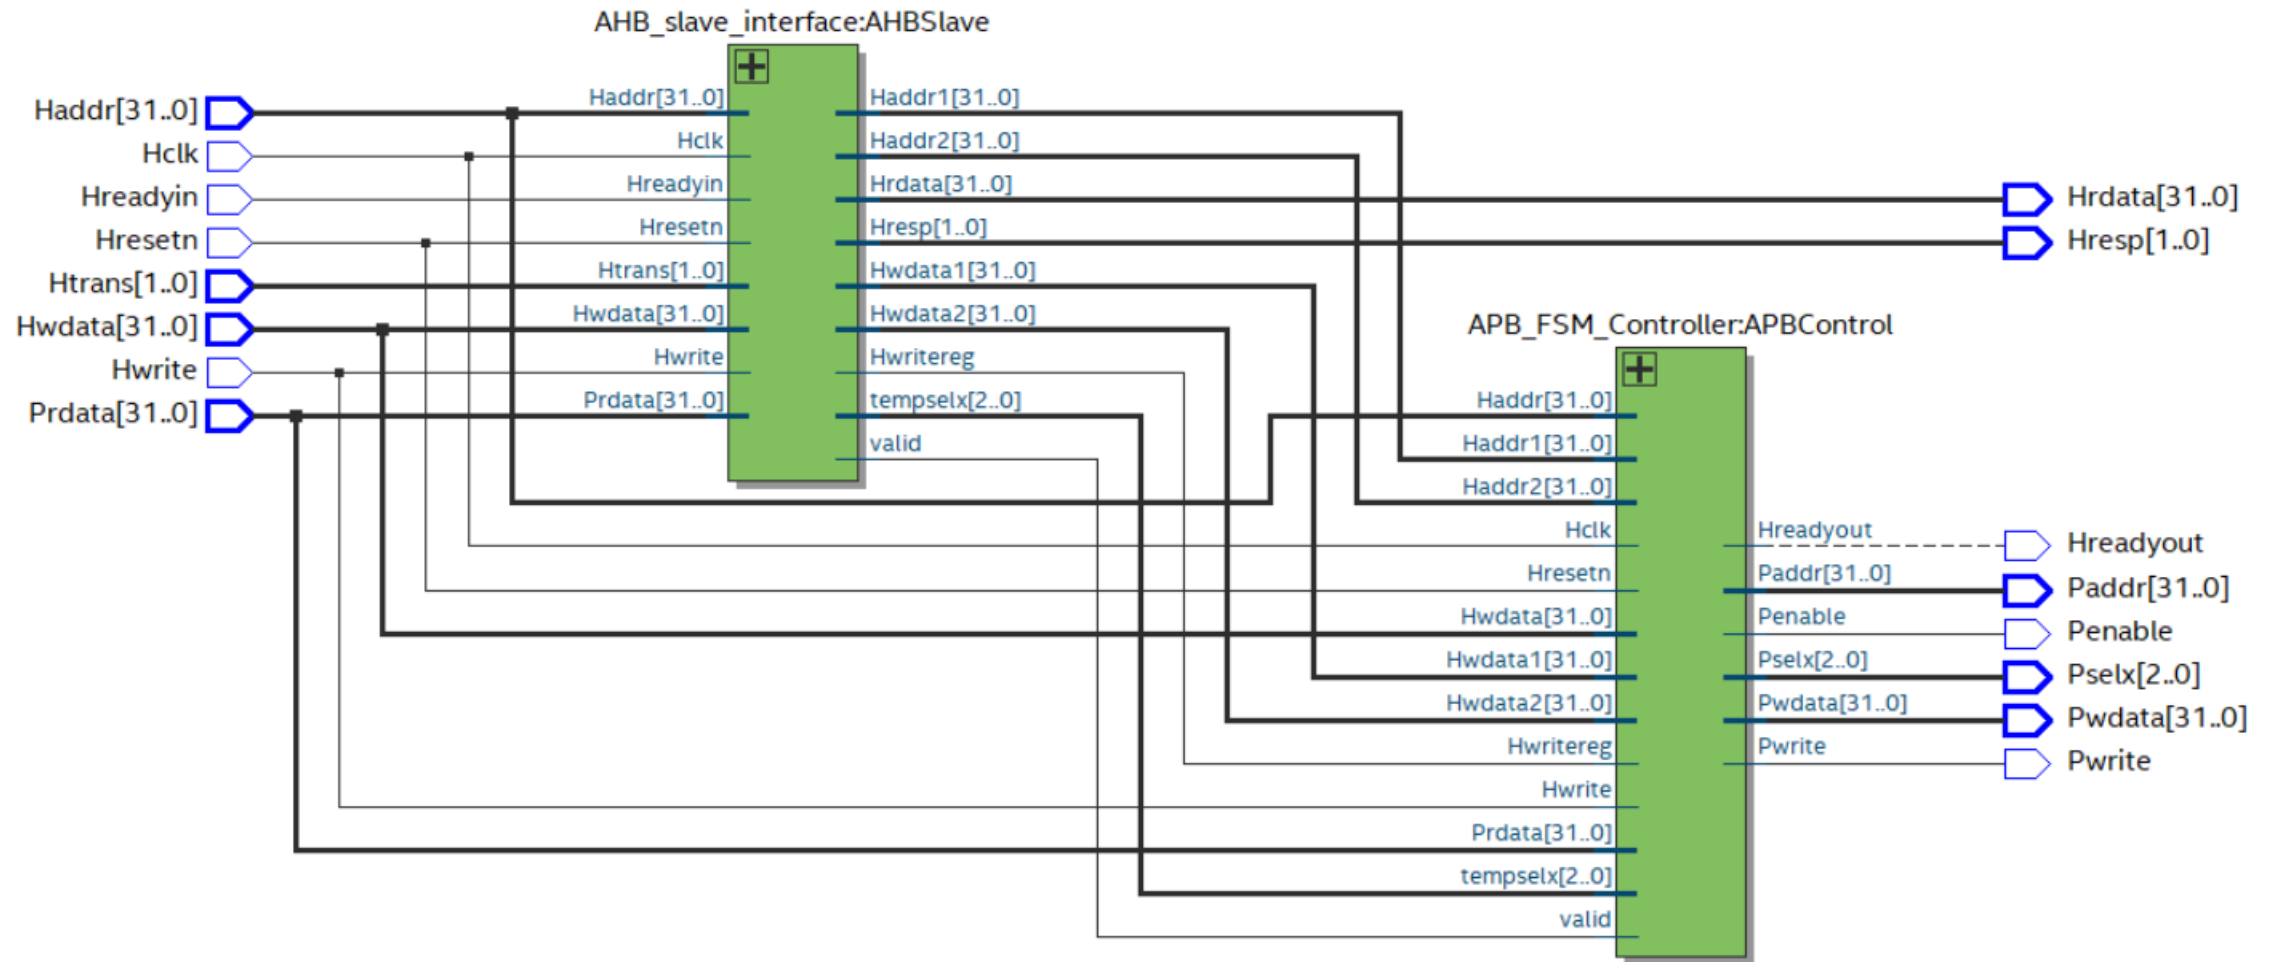 AHB_slave_interface:AHBSlave
Haddr[31..0]
Hclk
Hreadyin
Hresetn
Htrans[1..0]
Hwdata[31..0]
Hwrite
Prdata[31..0]
Haddr[31..0]
Hclk
Hreadyin
Hresetn
Htrans[1..0]
Hwdata[31..0]
Hwrite
Prdata[31..0]
Haddr1[31..0]
Haddr2[31..0]
Hrdata[31..0]
Hresp[1..0]
Hwdata1[31..0]
Hwdata2[31..0]
Hwritereg
tempselx[2..0]
valid
Hrdata[31..0]
Hresp[1..0]
APB_FSM_Controller:APBControl
Haddr[31..0]
Haddr1[31..0]
Haddr2[31..0]
Hclk
Hresetn
Hwdata[31..0]
Hwdata1[31..0]
Hwdata2[31..0]
Hwritereg
Hwrite
Prdata[31..0]
tempselx[2..0]
valid
Hreadyout
Paddr[31..0]
Penable
Pselx[2..0]
Pwdata[31..0]
Pwrite
Hreadyout
Paddr[31..0]
Penable
Pselx[2..0]
Pwdata[31..0]
Pwrite